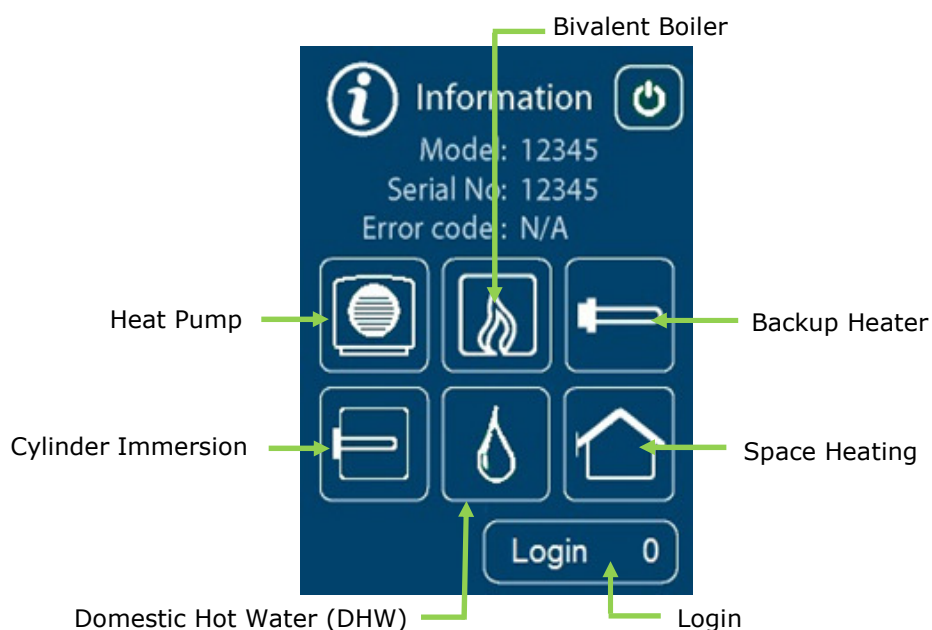 Bivalent Boiler
Information
Model: 12345
Serial No: 12345
Error code : N/A
Heat Pump
Backup Heater
Cylinder Immersion
Space Heating
Login 0
Domestic Hot Water (DHW)
Login